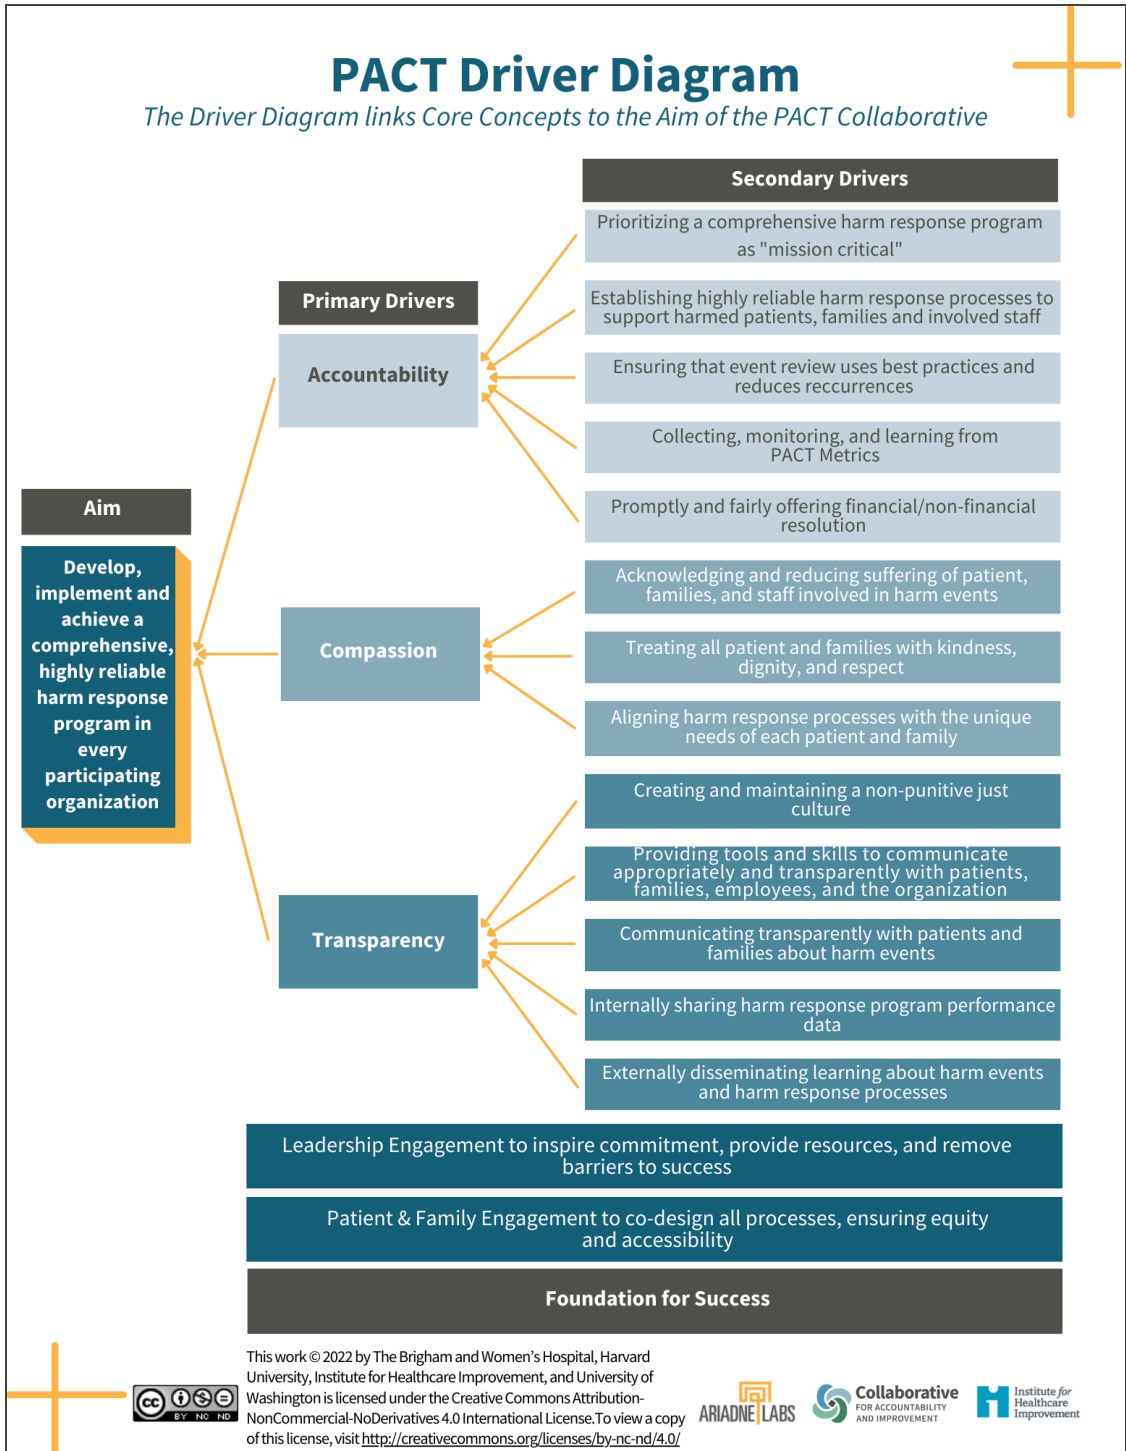 PACT Driver Diagram
The Driver Diagram links Core Concepts to the Aim of the PACT Collaborative
Secondary Drivers
Prioritizing a comprehensive harm response program
as "mission critical"
Establishing highly reliable harm response processes to
support harmed patients, families and involved staff
Ensuring that event review uses best practices and
reduces reccurrences
Collecting, monitoring, and learning from
PACT Metrics
Promptly and fairly offering financial/non-financial
resolution
Primary Drivers
Accountability
Aim
Develop,
implement and
achieve a
comprehensive,
highly reliable
harm response
program in
every
participating
organization
Compassion
Acknowledging and reducing suffering of patient,
families, and staff involved in harm events
Treating all patient and families with kindness,
dignity, and respect
Aligning harm response processes with the unique
needs of each patient and family
Transparency
Creating and maintaining a non-punitive just
culture
Providing tools and skills to communicate
appropriately and transparently with patients,
families, employees, and the organization
Communicating transparently with patients and
families about harm events
Internally sharing harm response program performance
data
Externally disseminating learning about harm events
and harm response processes
Leadership Engagement to inspire commitment, provide resources, and remove
barriers to success
Patient & Family Engagement to co-design all processes, ensuring equity
and accessibility
Foundation for Success
This work © 2022 by The Brigham and Women's Hospital, Harvard
University, Institute for Healthcare Improvement, and University of
Washington is licensed under the Creative Commons Attribution-
NonCommercial-NoDerivatives 4.0 International License.To view a copy
of this license, visit http://creativecommons.org/licenses/by-nc-nd/4.0/
cc
BY NC ND
ARIADNE LABS
Collaborative
FOR ACCOUNTABILITY
AND IMPROVEMENT
Institute for
Healthcare
Improvement